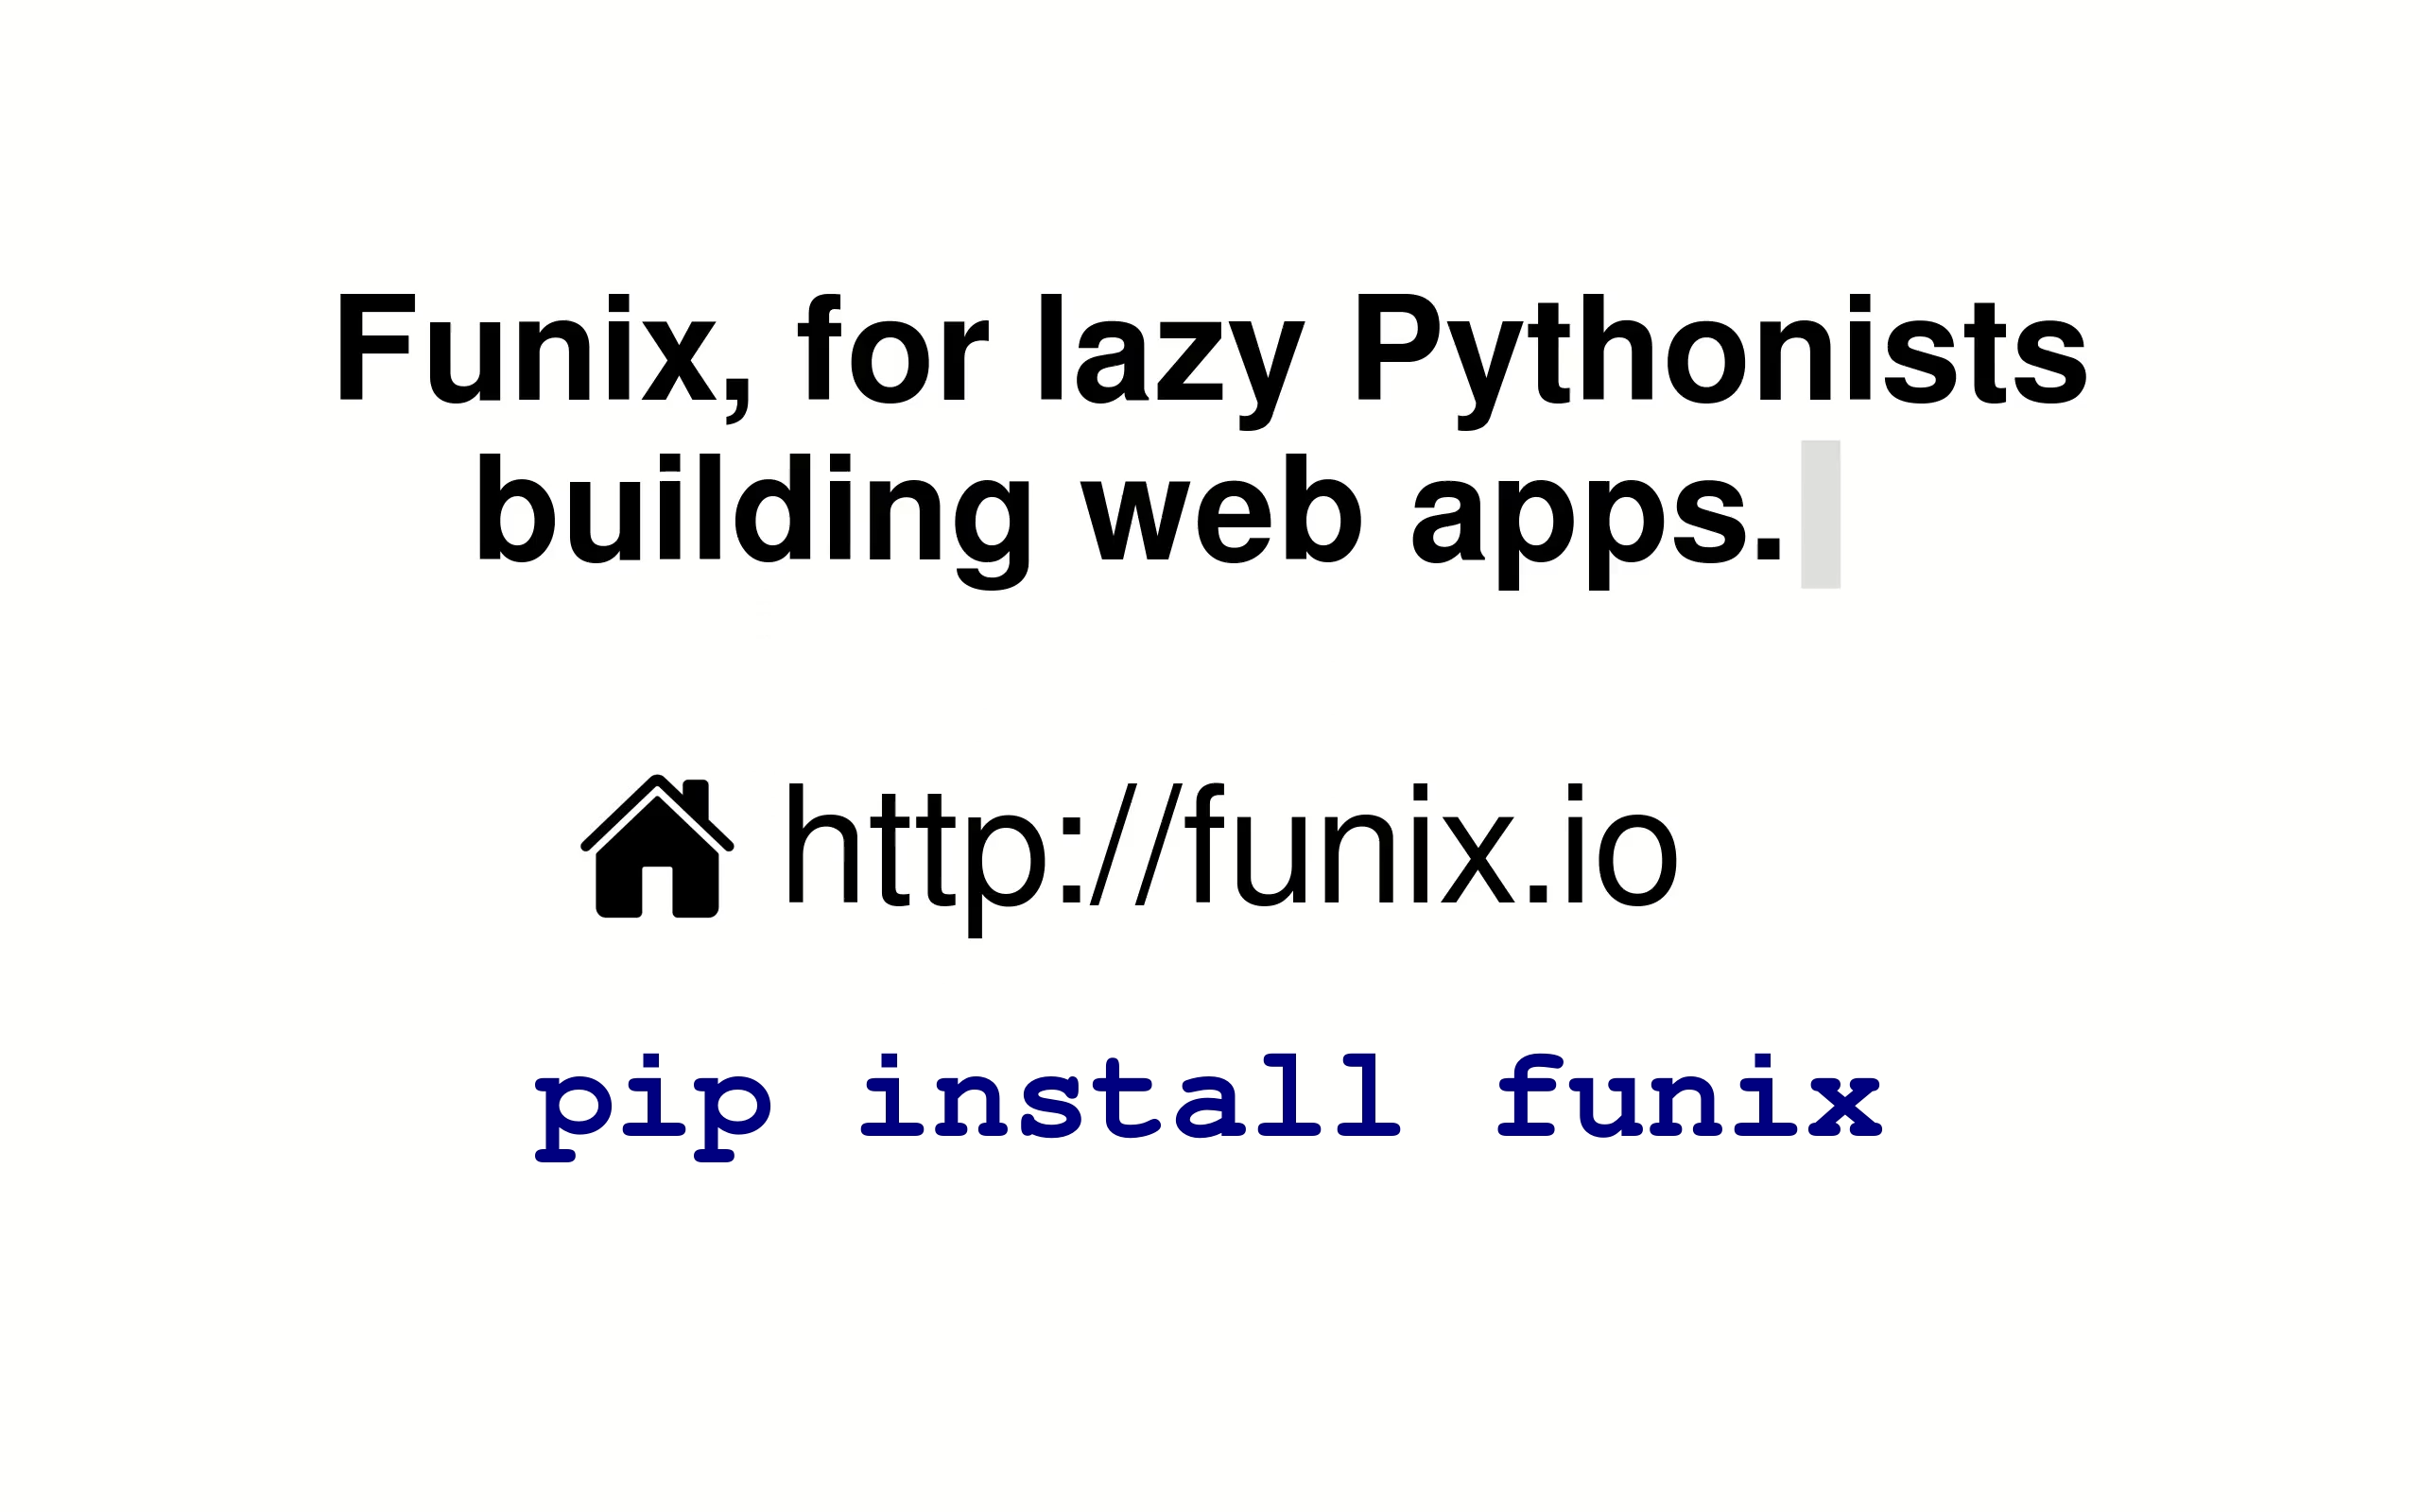 Funix, for lazy Pythonists
building web apps.
http://funix.io
pip install funix